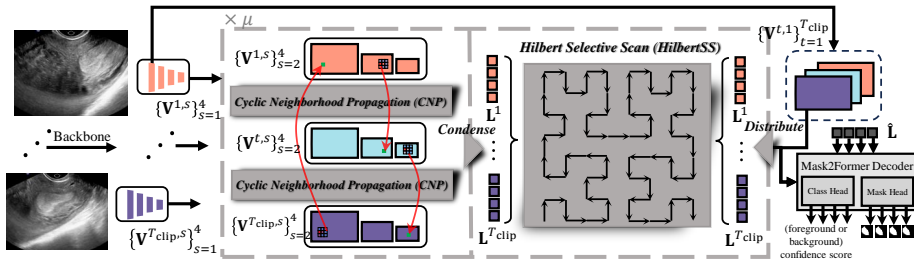 × μ
{V^{1,s}}_{s=2}^4
Hilbert Selective Scan (HilbertSS)
{V^{t,1}}_{t=1}^{T_clip}
{V^{1,s}}_{s=1}^4
Cyclic Neighborhood Propagation (CNP)
L^1
L^1
L̂
Backbone
{V^{t,s}}_{s=2}^4
Condense
Distribute
Mask2Former Decoder
Class Head
Mask Head
Cyclic Neighborhood Propagation (CNP)
{V^{T_clip,s}}_{s=2}^4
{V^{T_clip,s}}_{s=1}^4
L^{T_clip}
L^{T_clip}
(foreground or
background)
confidence score